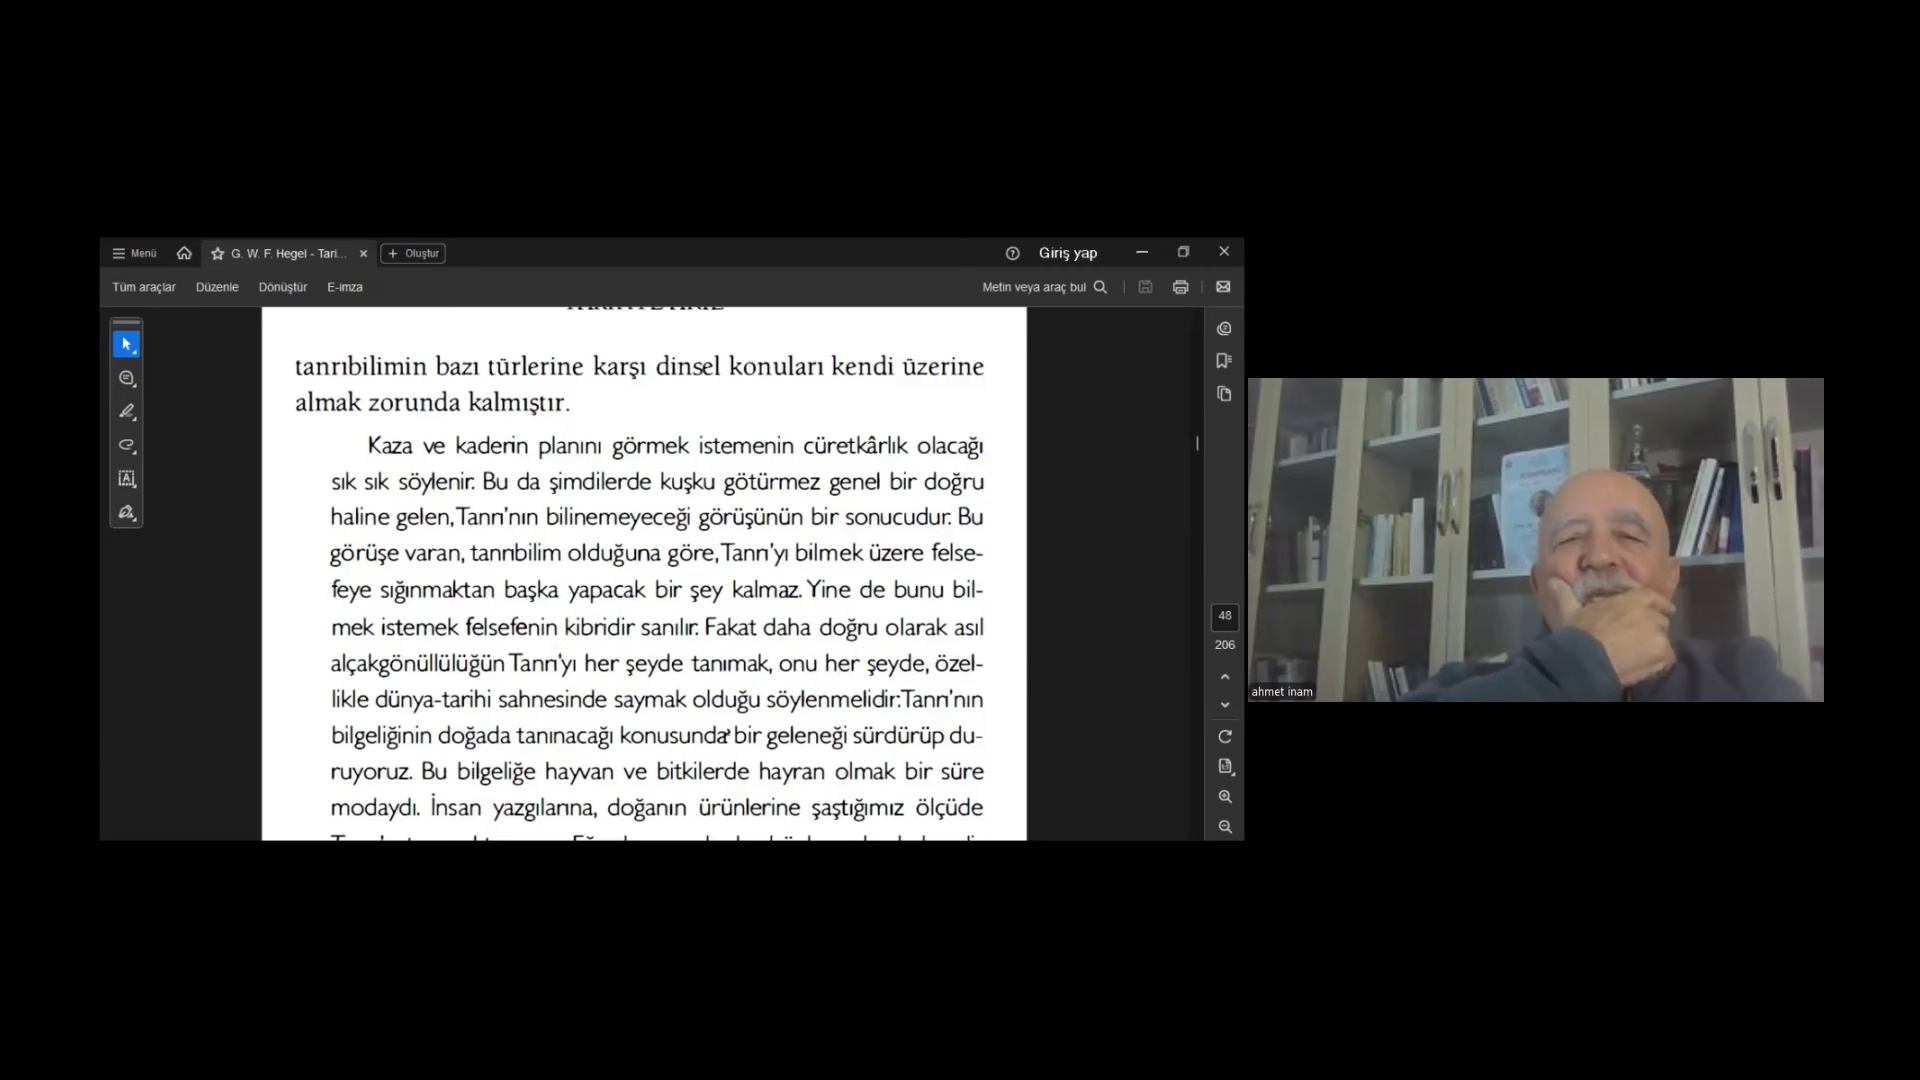 Menü
G. W. F. Hegel - Tari...
Oluştur
Giriş yap
Tüm araçlar
Düzenle
Dönüştür
E-imza
Metin veya araç bul
tanrıbilimin bazı türlerine karşı dinsel konuları kendi üzerine
almak zorunda kalmıştır.
Kaza ve kaderin planını görmek istemenin cüretkârlık olacağı
sık sık söylenir. Bu da şimdilerde kuşku götürmez genel bir doğru
haline gelen, Tanrı'nın bilinemeyeceği görüşünün bir sonucudur. Bu
görüşe varan, tanrıbilim olduğuna göre, Tanrı'yı bilmek üzere felse-
feye sığınmaktan başka yapacak bir şey kalmaz. Yine de bunu bil-
mek istemek felsefenin kibridir sanılır. Fakat daha doğru olarak asıl
alçakgönüllülüğün Tanrı'yı her şeyde tanımak, onu her şeyde, özel-
likle dünya-tarihi sahnesinde saymak olduğu söylenmelidir. Tanrı'nın
bilgeliğinin doğada tanınacağı konusunda bir geleneği sürdürüp du-
ruyoruz. Bu bilgeliğe hayvan ve bitkilerde hayran olmak bir süre
modaydı. İnsan yazgılarına, doğanın ürünlerine şaştığımız ölçüde
48
206
ahmet inam